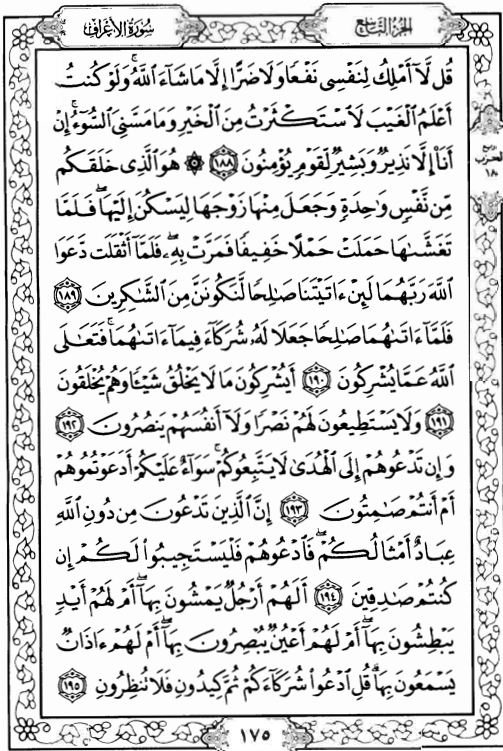 الجزء التاسع
سورة الأعراف
قُل لَّآ أَمْلِكُ لِنَفْسِى نَفْعًا وَلَا ضَرًّا إِلَّا مَا شَآءَ ٱللَّهُ ۚ وَلَوْ كُنتُ
أَعْلَمُ ٱلْغَيْبَ لَٱسْتَكْثَرْتُ مِنَ ٱلْخَيْرِ وَمَا مَسَّنِىَ ٱلسُّوٓءُ ۚ إِنْ
أَنَا۠ إِلَّا نَذِيرٌ وَبَشِيرٌ لِّقَوْمٍ يُؤْمِنُونَ ١٨٨ ۞ هُوَ ٱلَّذِى خَلَقَكُم
مِّن نَّفْسٍ وَٰحِدَةٍ وَجَعَلَ مِنْهَا زَوْجَهَا لِيَسْكُنَ إِلَيْهَا ۖ فَلَمَّا
تَغَشَّىٰهَا حَمَلَتْ حَمْلًا خَفِيفًا فَمَرَّتْ بِهِۦ ۖ فَلَمَّآ أَثْقَلَت دَّعَوَا
ٱللَّهَ رَبَّهُمَا لَئِنْ ءَاتَيْتَنَا صَٰلِحًا لَّنَكُونَنَّ مِنَ ٱلشَّٰكِرِينَ ١٨٩
فَلَمَّآ ءَاتَىٰهُمَا صَٰلِحًا جَعَلَا لَهُۥ شُرَكَآءَ فِيمَآ ءَاتَىٰهُمَا ۚ فَتَعَٰلَى
ٱللَّهُ عَمَّا يُشْرِكُونَ ١٩٠ أَيُشْرِكُونَ مَا لَا يَخْلُقُ شَيْـًٔا وَهُمْ يُخْلَقُونَ
١٩١ وَلَا يَسْتَطِيعُونَ لَهُمْ نَصْرًا وَلَآ أَنفُسَهُمْ يَنصُرُونَ ١٩٢
وَإِن تَدْعُوهُمْ إِلَى ٱلْهُدَىٰ لَا يَتَّبِعُوكُمْ ۚ سَوَآءٌ عَلَيْكُمْ أَدَعَوْتُمُوهُمْ
أَمْ أَنتُمْ صَٰمِتُونَ ١٩٣ إِنَّ ٱلَّذِينَ تَدْعُونَ مِن دُونِ ٱللَّهِ
عِبَادٌ أَمْثَالُكُمْ ۖ فَٱدْعُوهُمْ فَلْيَسْتَجِيبُوا۟ لَكُمْ إِن
كُنتُمْ صَٰدِقِينَ ١٩٤ أَلَهُمْ أَرْجُلٌ يَمْشُونَ بِهَآ ۖ أَمْ لَهُمْ أَيْدٍ
يَبْطِشُونَ بِهَآ ۖ أَمْ لَهُمْ أَعْيُنٌ يُبْصِرُونَ بِهَآ ۖ أَمْ لَهُمْ ءَاذَانٌ
يَسْمَعُونَ بِهَا ۗ قُلِ ٱدْعُوا۟ شُرَكَآءَكُمْ ثُمَّ كِيدُونِ فَلَا تُنظِرُونِ ١٩٥
ربع
الحزب
١٨
١٧٥